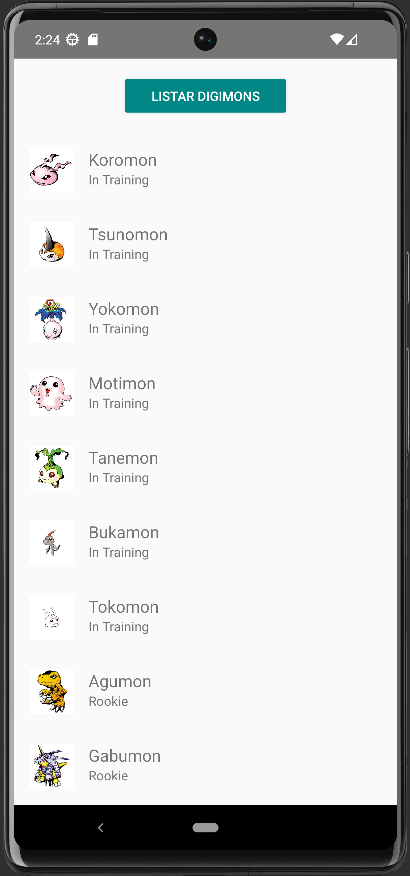 2:24
LISTAR DIGIMONS
Koromon
In Training
Tsunomon
In Training
Yokomon
In Training
Motimon
In Training
Tanemon
In Training
Bukamon
In Training
Tokomon
In Training
Agumon
Rookie
Gabumon
Rookie